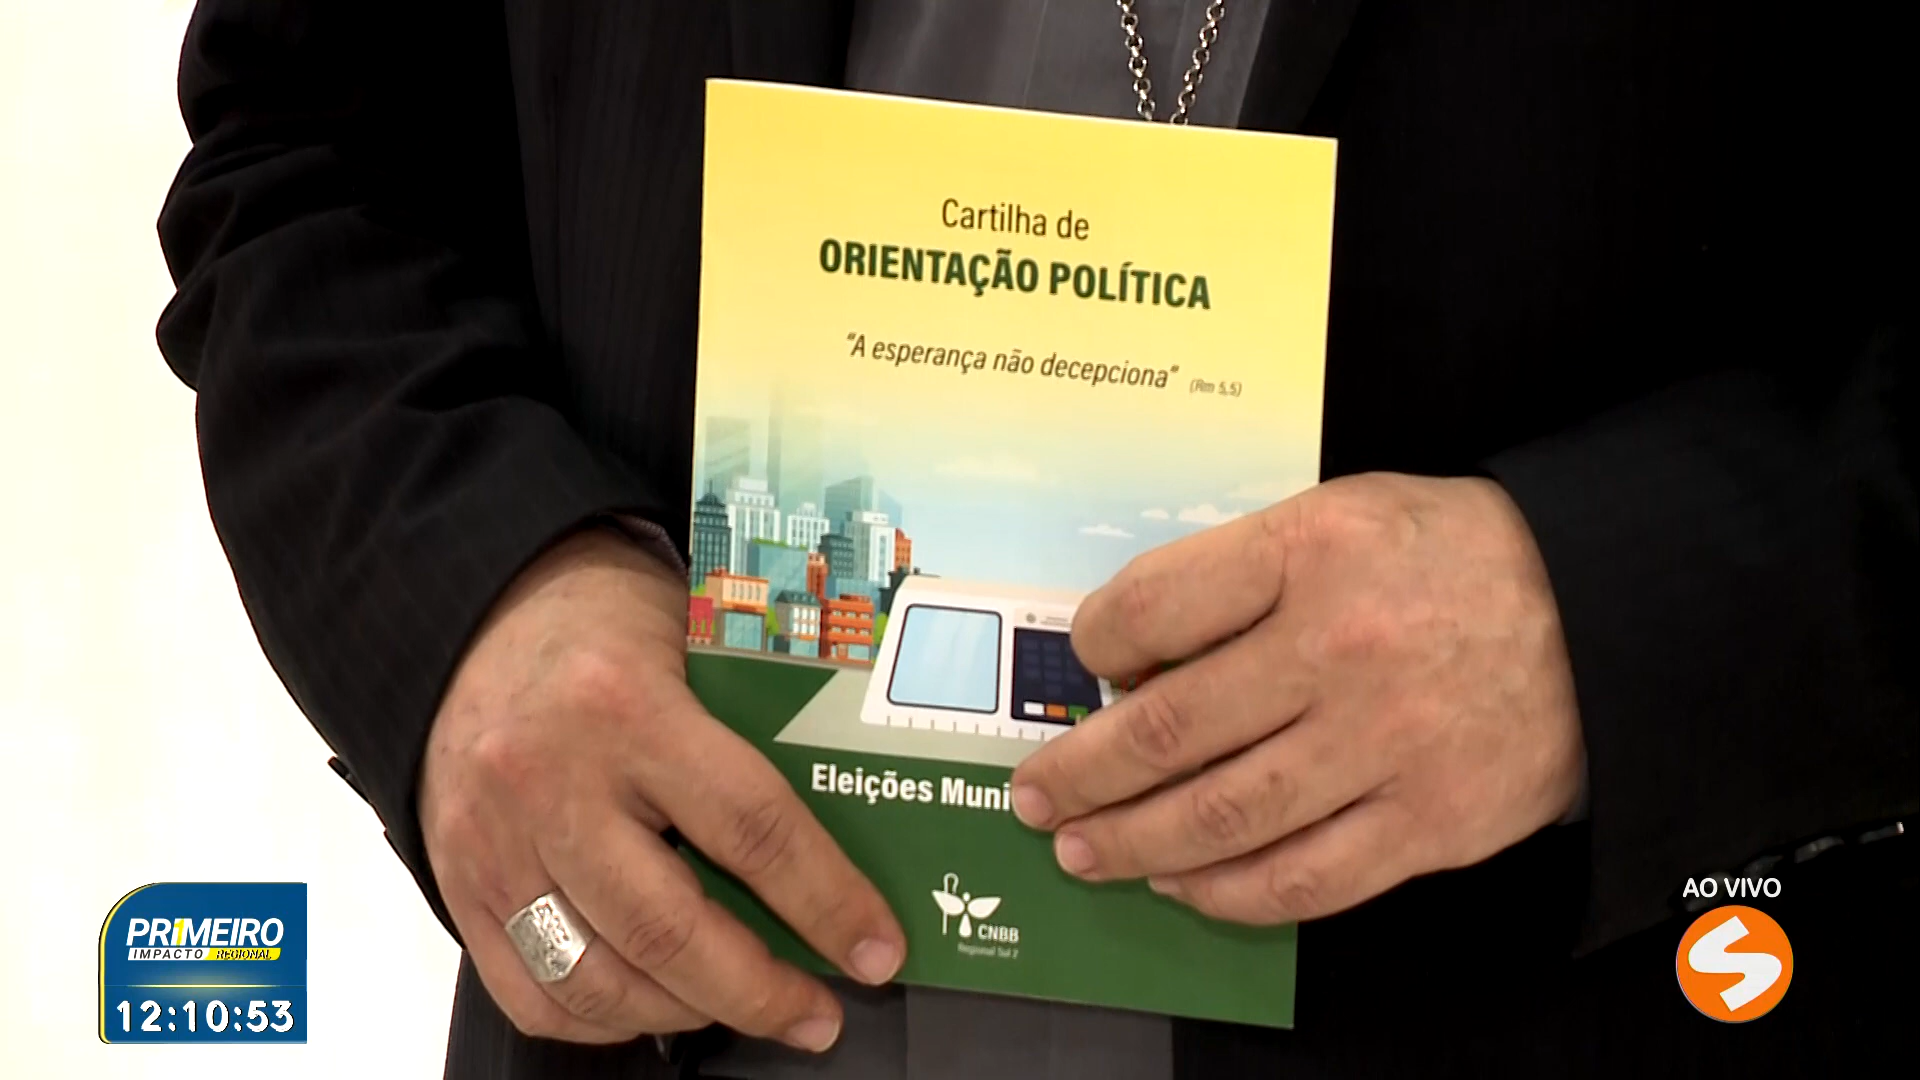 Cartilha de
ORIENTAÇÃO POLÍTICA
“A esperança não decepciona” (Rm 5,5)
Eleições Muni
CNBB
Regional Sul 2
PR1MEIRO
IMPACTO REGIONAL
12:10:53
AO VIVO
S